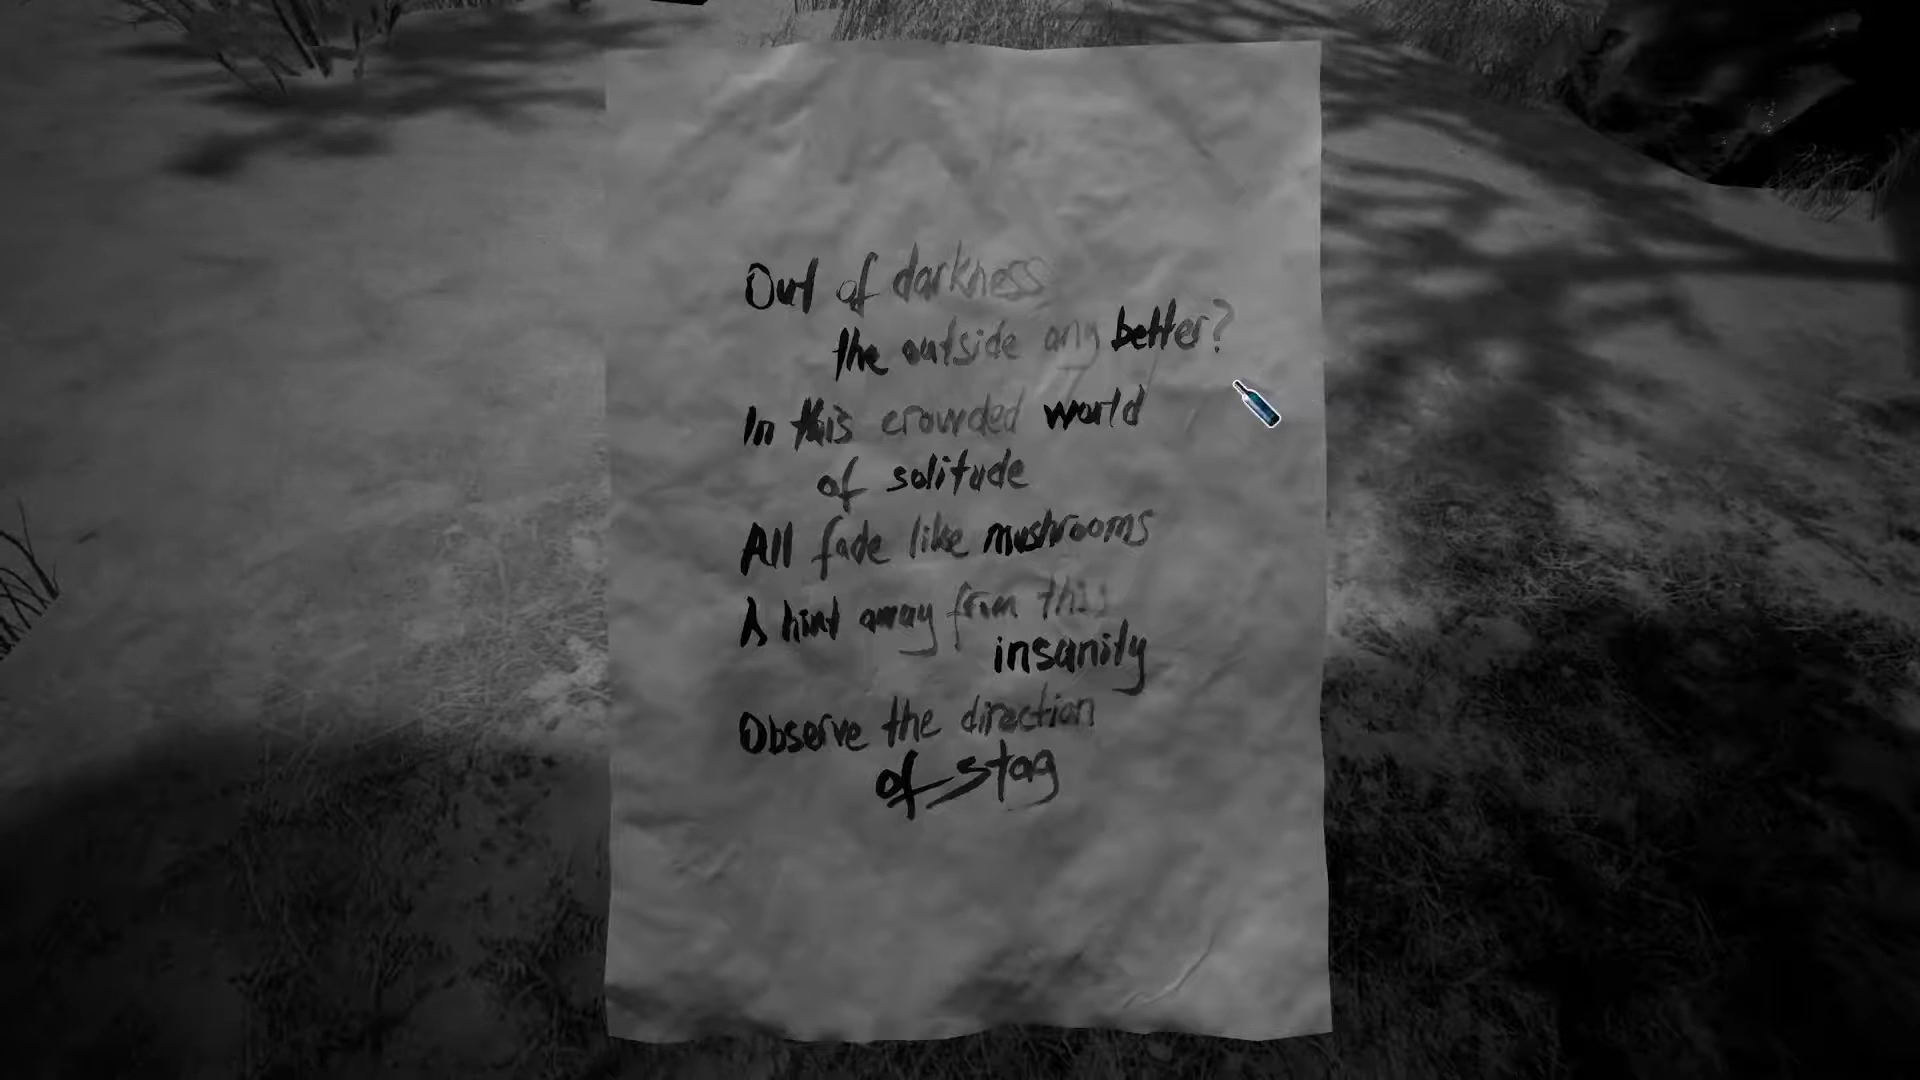 Out of darkness
the outside any better?
In this crowded world
of solitude
All fade like mushrooms
A hint away from this
insanity
Observe the direction
of stag